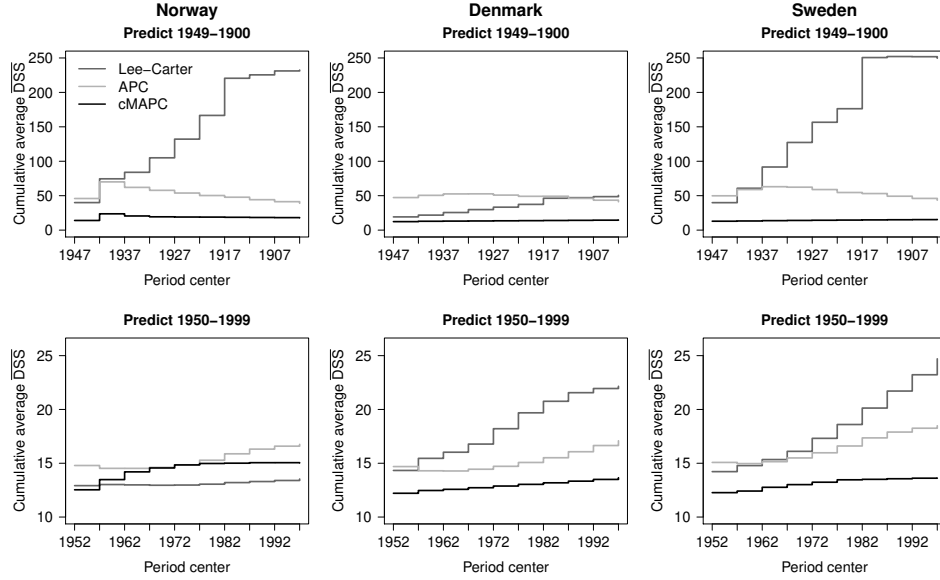 Norway
Denmark
Sweden
Predict 1949−1900
Predict 1949−1900
Predict 1949−1900
Cumulative average DSS
250
200
150
100
50
0
Lee−Carter
APC
cMAPC
1947 1937 1927 1917 1907
Period center
Cumulative average DSS
250
200
150
100
50
0
1947 1937 1927 1917 1907
Period center
Cumulative average DSS
250
200
150
100
50
0
1947 1937 1927 1917 1907
Period center
Predict 1950−1999
Predict 1950−1999
Predict 1950−1999
Cumulative average DSS
25
20
15
10
1952 1962 1972 1982 1992
Period center
Cumulative average DSS
25
20
15
10
1952 1962 1972 1982 1992
Period center
Cumulative average DSS
25
20
15
10
1952 1962 1972 1982 1992
Period center